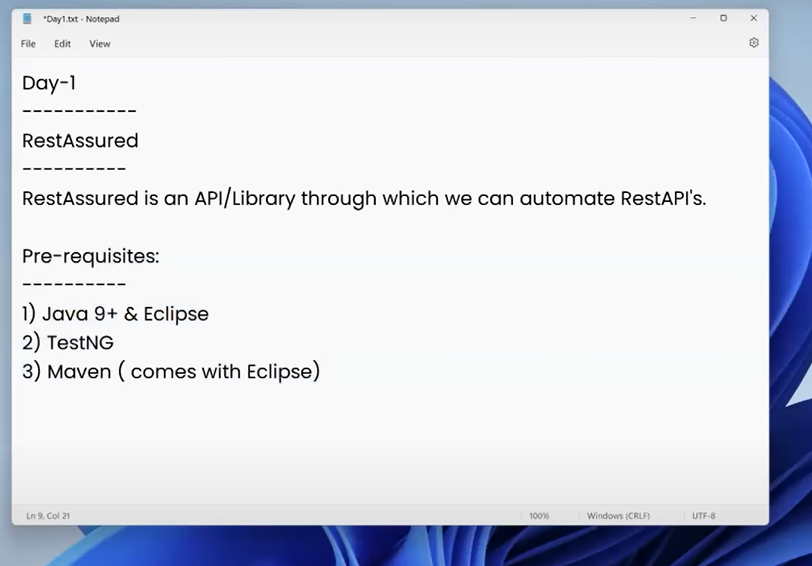 *Day1.txt - Notepad
File Edit View
Day-1
-----------
RestAssured
----------
RestAssured is an API/Library through which we can automate RestAPI's.
Pre-requisites:
----------
1) Java 9+ & Eclipse
2) TestNG
3) Maven ( comes with Eclipse)
Ln 9, Col 21 100% Windows (CRLF) UTF-8